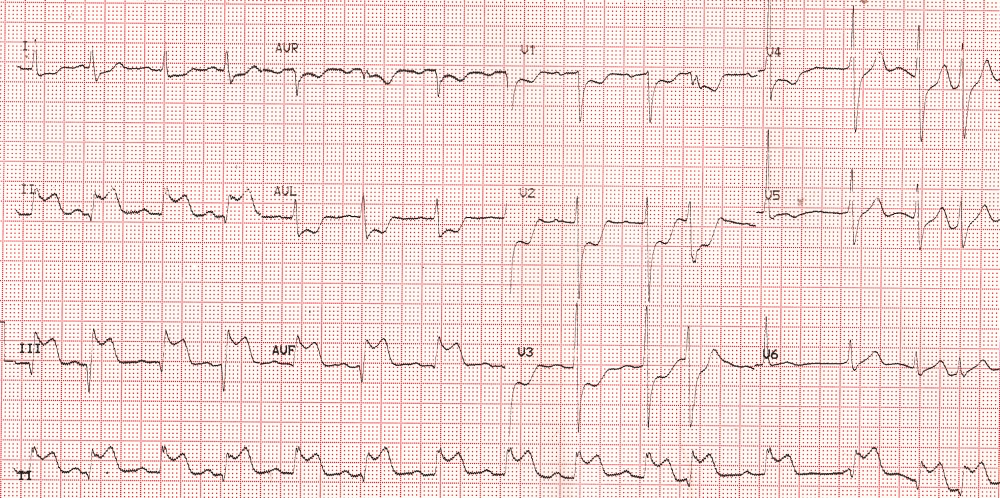 I AVR V1 V4
II AVL V2 V5
III AVF V3 V6
II